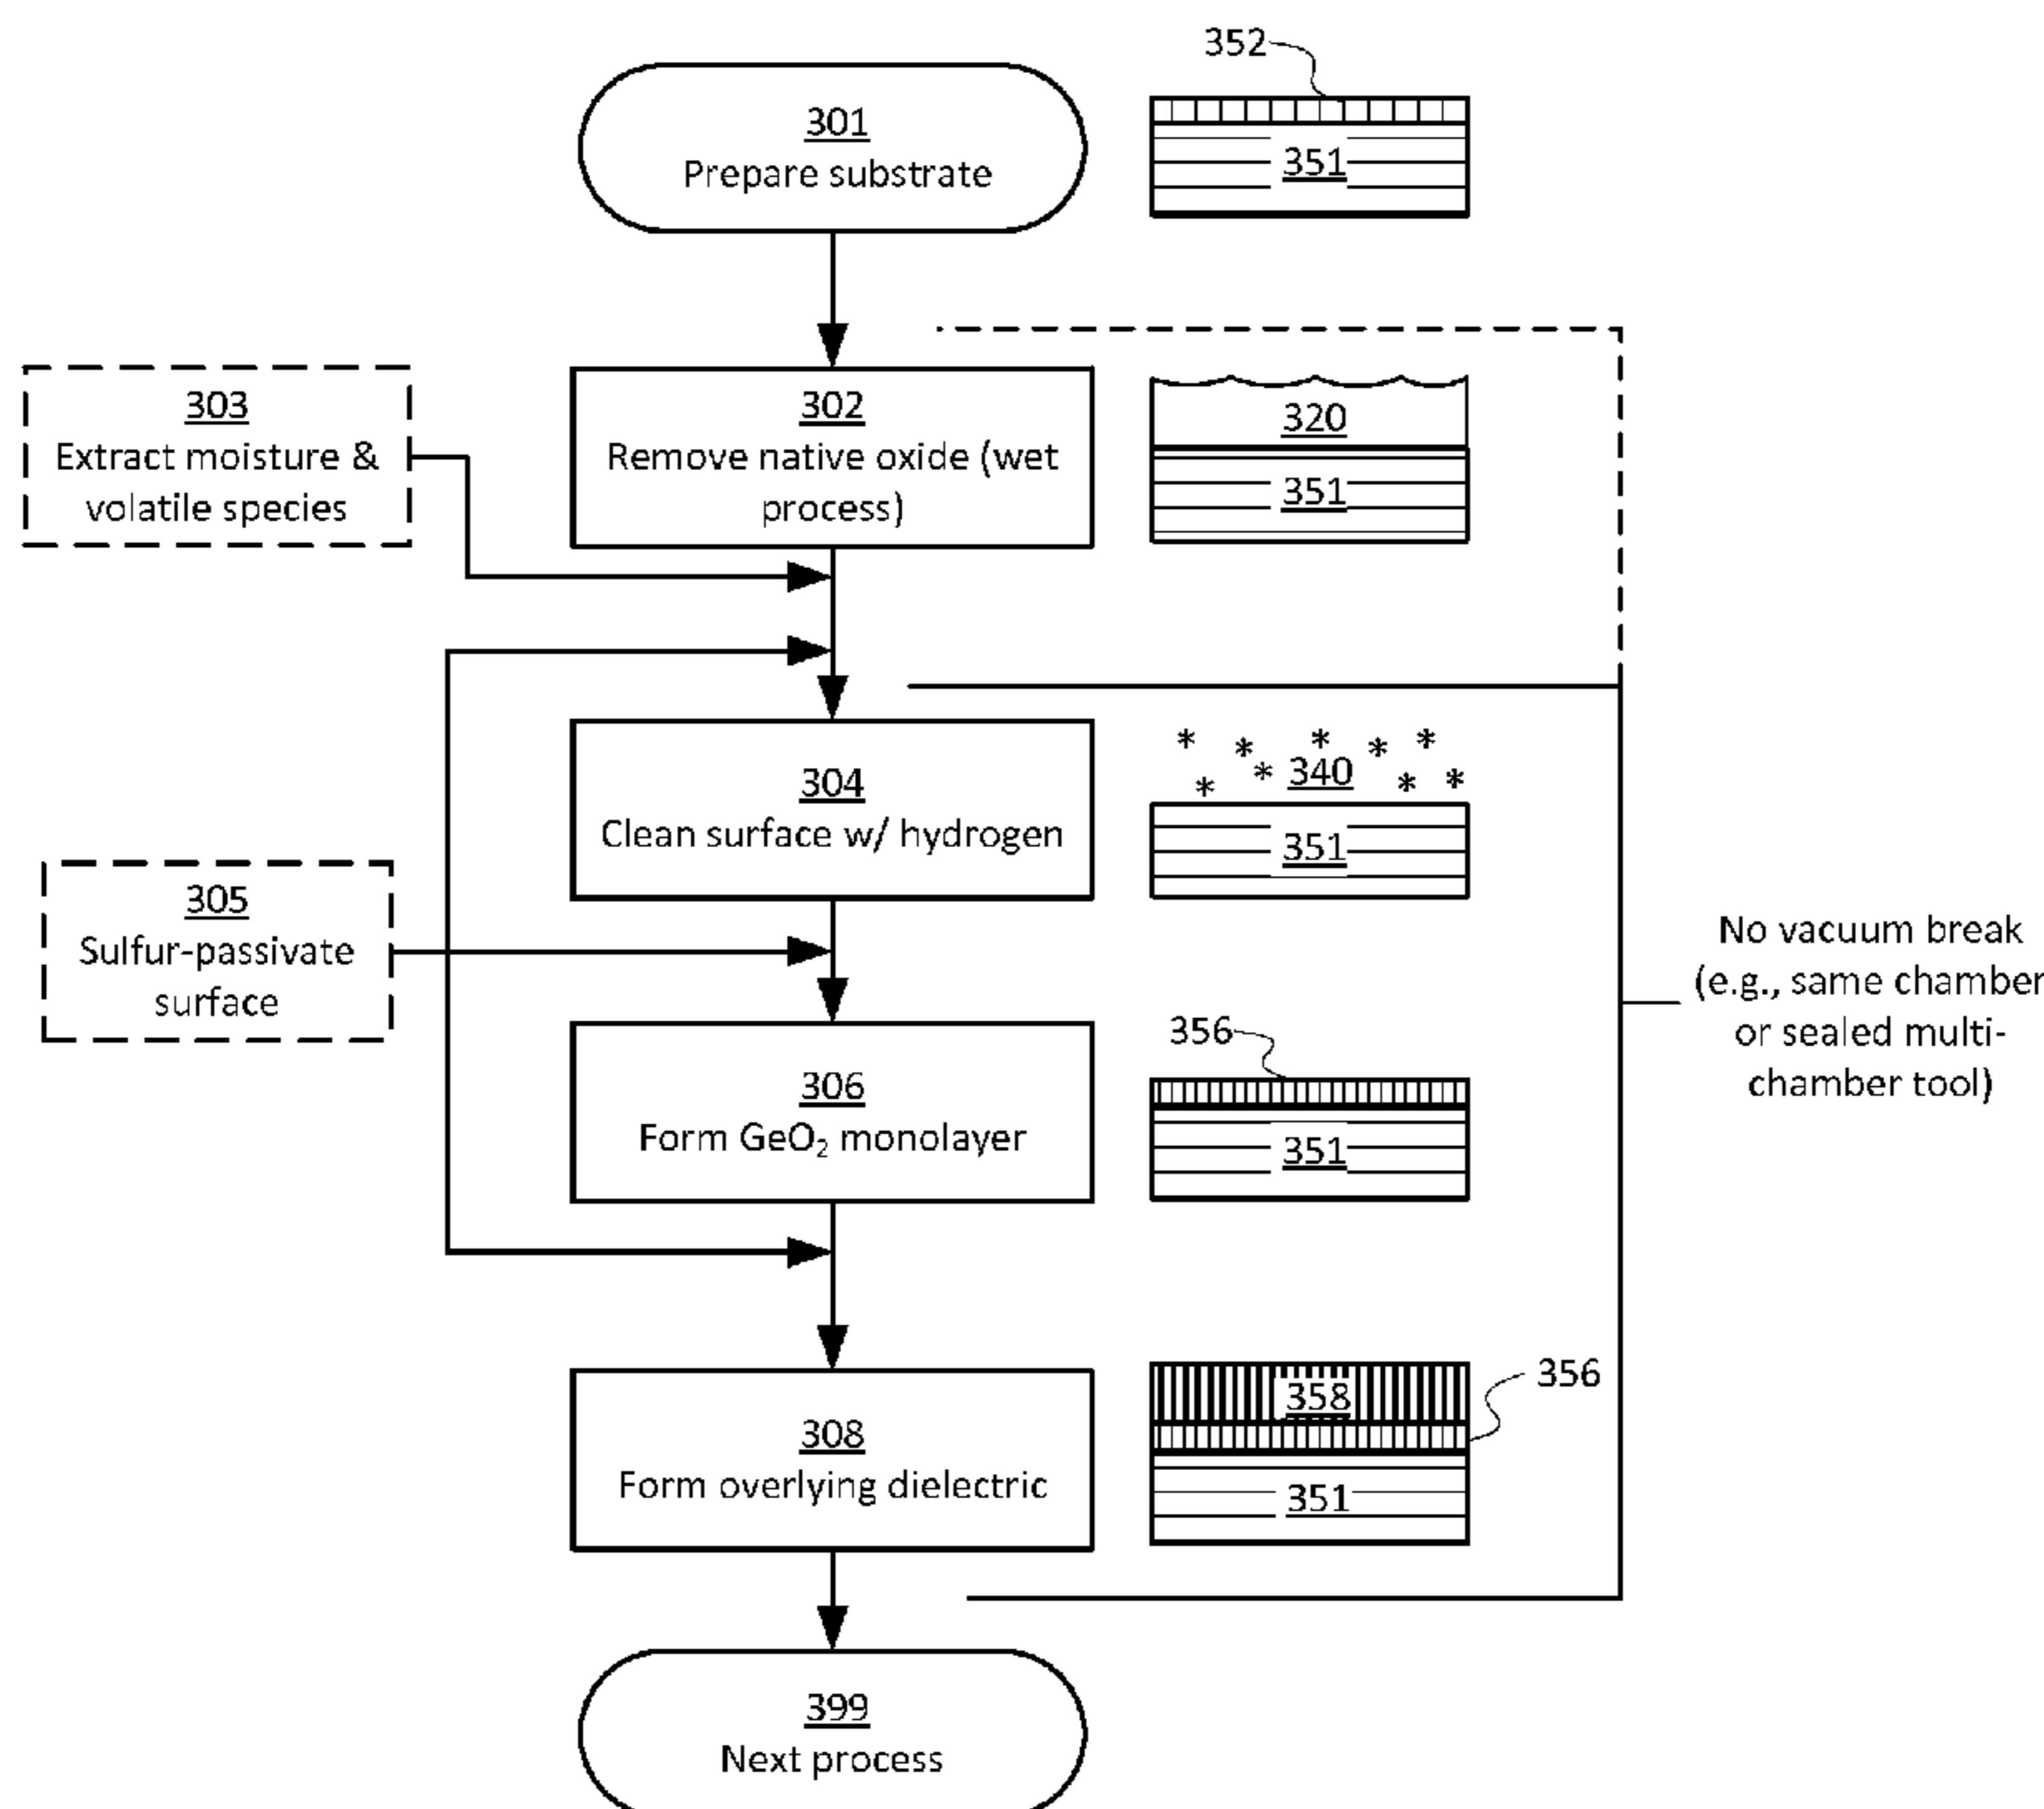 352
301
Prepare substrate
351
303
Extract moisture &
volatile species
302
Remove native oxide (wet
process)
320
351
304
Clean surface w/ hydrogen
* * * * * * * * * *
340
351
305
Sulfur-passivate
surface
No vacuum break
(e.g., same chamber
or sealed multi-
chamber tool)
306
Form GeO₂ monolayer
356
351
308
Form overlying dielectric
358
356
351
399
Next process